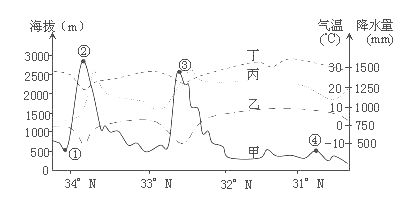 海拔(m) 气温 降水量
(℃) (mm)
② 丁
3000 ③ 30 1500
2500 丙
2000 20 1250
1500 乙 10 1000
1000 0 750
500 ① 甲 ④ -10 500
0
34° N 33° N 32° N 31° N